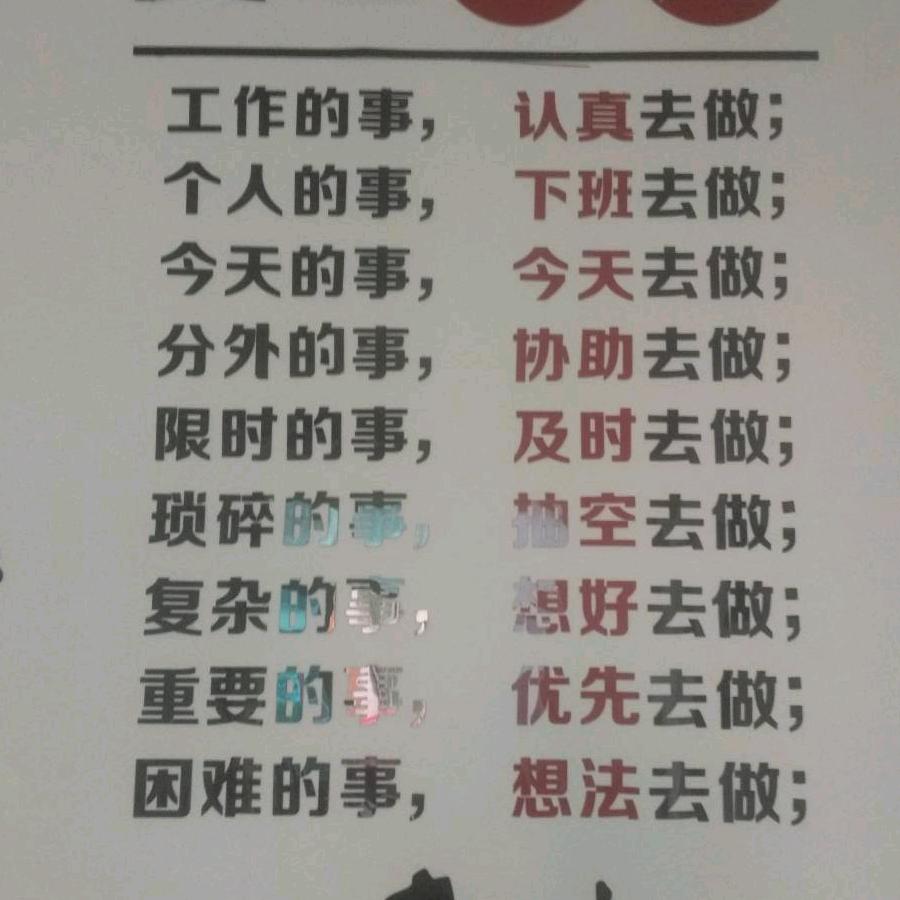 工作的事， 认真去做；
个人的事， 下班去做；
今天的事， 今天去做；
分外的事， 协助去做；
限时的事， 及时去做；
琐碎的事， 抽空去做；
复杂的事， 想好去做；
重要的事， 优先去做；
困难的事， 想法去做；